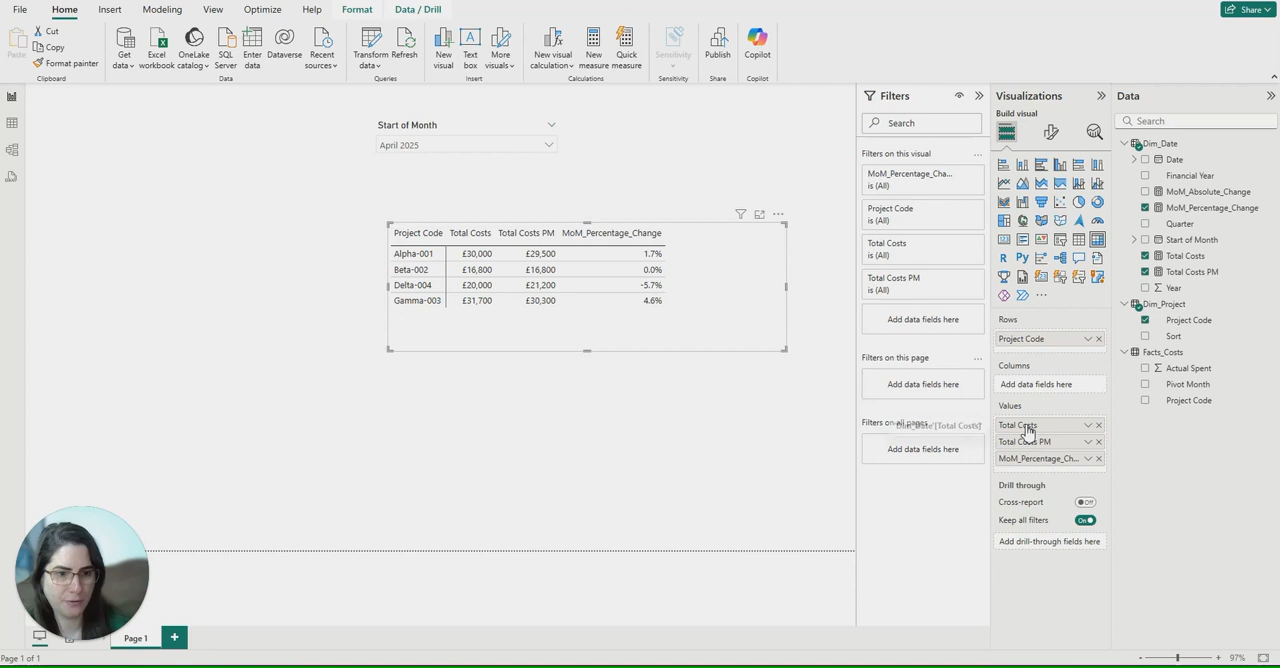 File Home Insert Modeling View Optimize Help Format Data / Drill Share
Paste Cut Copy Format painter
Get data Excel workbook OneLake catalog SQL Server Enter data Dataverse Recent sources
Transform data Refresh
New visual Text box More visuals
New visual calculation New measure Quick measure
Sensitivity Publish Copilot
Clipboard Data Queries Insert Calculations Sensitivity Share Copilot
Start of Month
April 2025
Project Code Total Costs Total Costs PM MoM_Percentage_Change
Alpha-001 £30,000 £29,500 1.7%
Beta-002 £16,800 £16,800 0.0%
Delta-004 £20,000 £21,200 -5.7%
Gamma-003 £31,700 £30,300 4.6%
Filters
Search
Filters on this visual ...
MoM_Percentage_Cha...
is (All)
Project Code
is (All)
Total Costs
is (All)
Total Costs PM
is (All)
Add data fields here
Filters on this page ...
Add data fields here
Filters on all pages
'Dim_Date'[Total Costs]
Add data fields here
Visualizations
Build visual
R Py
123
...
Rows
Project Code
Columns
Add data fields here
Values
Total Costs
Total Costs PM
MoM_Percentage_Ch...
Drill through
Cross-report Off
Keep all filters On
Add drill-through fields here
Data
Search
Dim_Date
Date
Financial Year
MoM_Absolute_Change
MoM_Percentage_Change
Quarter
Start of Month
Total Costs
Total Costs PM
Year
Dim_Project
Project Code
Sort
Facts_Costs
Actual Spent
Pivot Month
Project Code
Page 1
Page 1 of 1
97%